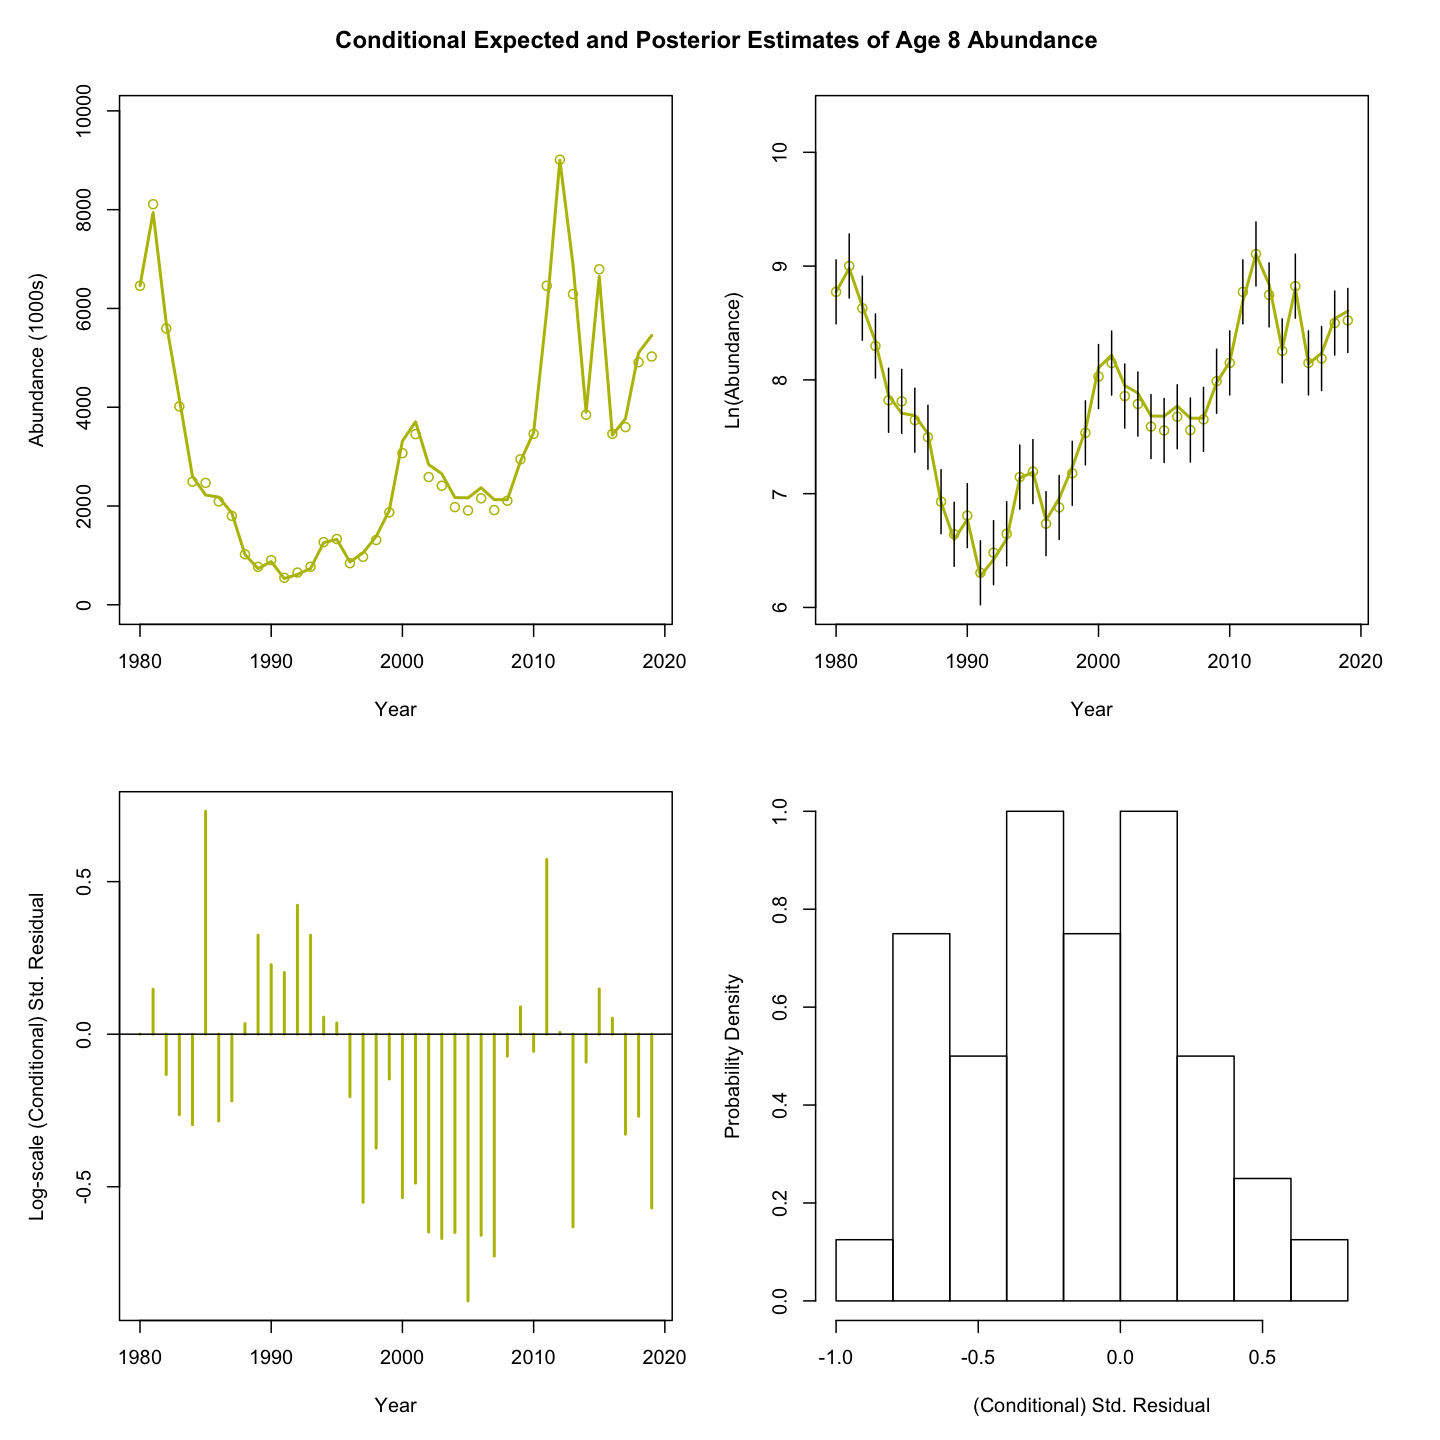 Conditional Expected and Posterior Estimates of Age 8 Abundance
Abundance (1000s)
10000
8000
6000
4000
2000
0
1980 1990 2000 2010 2020
Year
Ln(Abundance)
10
9
8
7
6
1980 1990 2000 2010 2020
Year
Log-scale (Conditional) Std. Residual
0.5
0.0
-0.5
1980 1990 2000 2010 2020
Year
Probability Density
1.0
0.8
0.6
0.4
0.2
0.0
-1.0 -0.5 0.0 0.5
(Conditional) Std. Residual